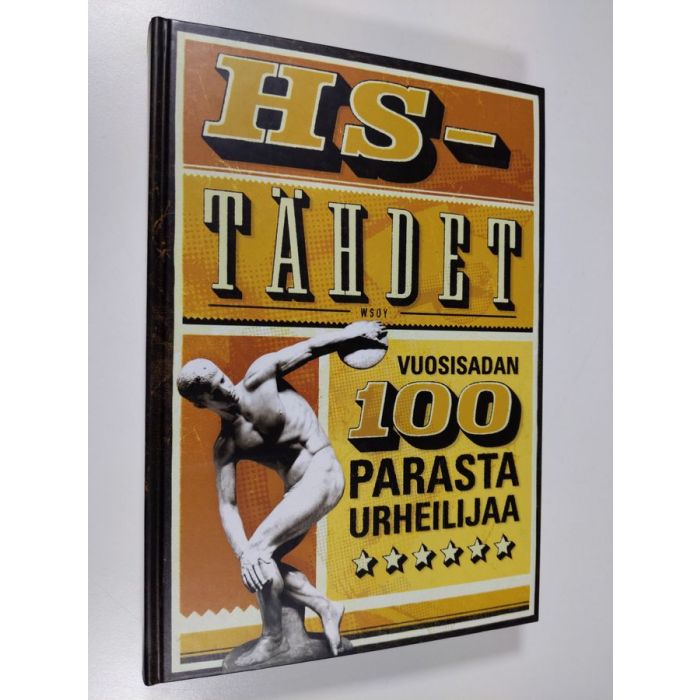 HS-
TÄHDET
WSOY
VUOSISADAN
100
PARASTA
URHEILIJAA